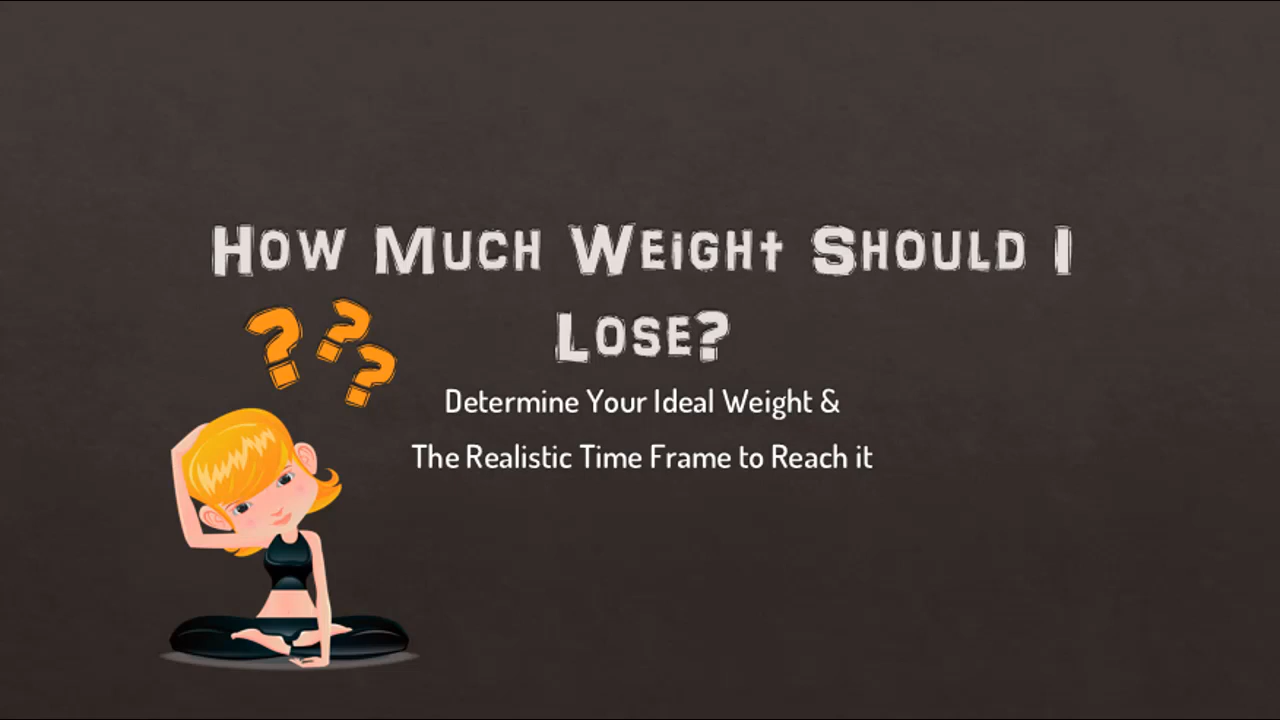 How Much Weight Should I
Lose?
Determine Your Ideal Weight &
The Realistic Time Frame to Reach it